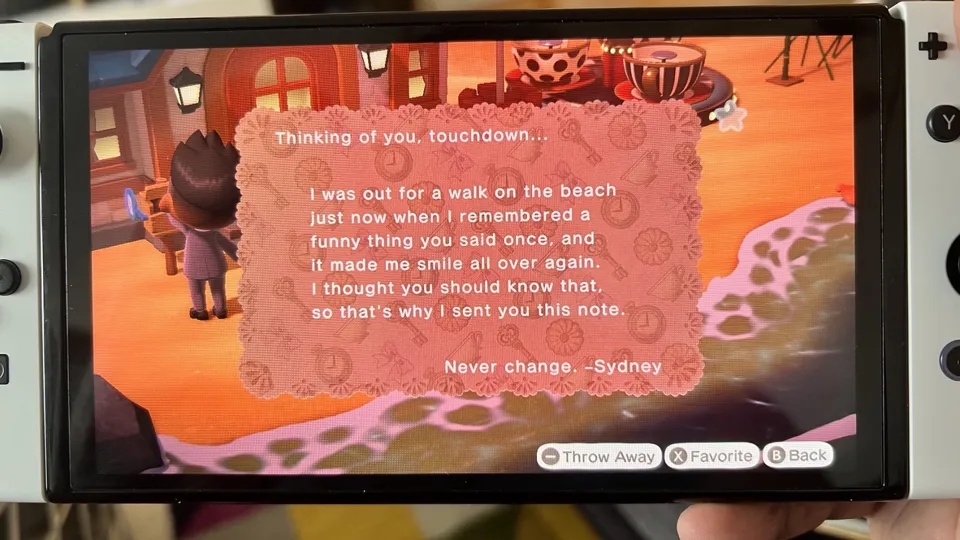 Thinking of you, touchdown...
I was out for a walk on the beach
just now when I remembered a
funny thing you said once, and
it made me smile all over again.
I thought you should know that,
so that's why I sent you this note.
Never change. –Sydney
− Throw Away X Favorite B Back
Y